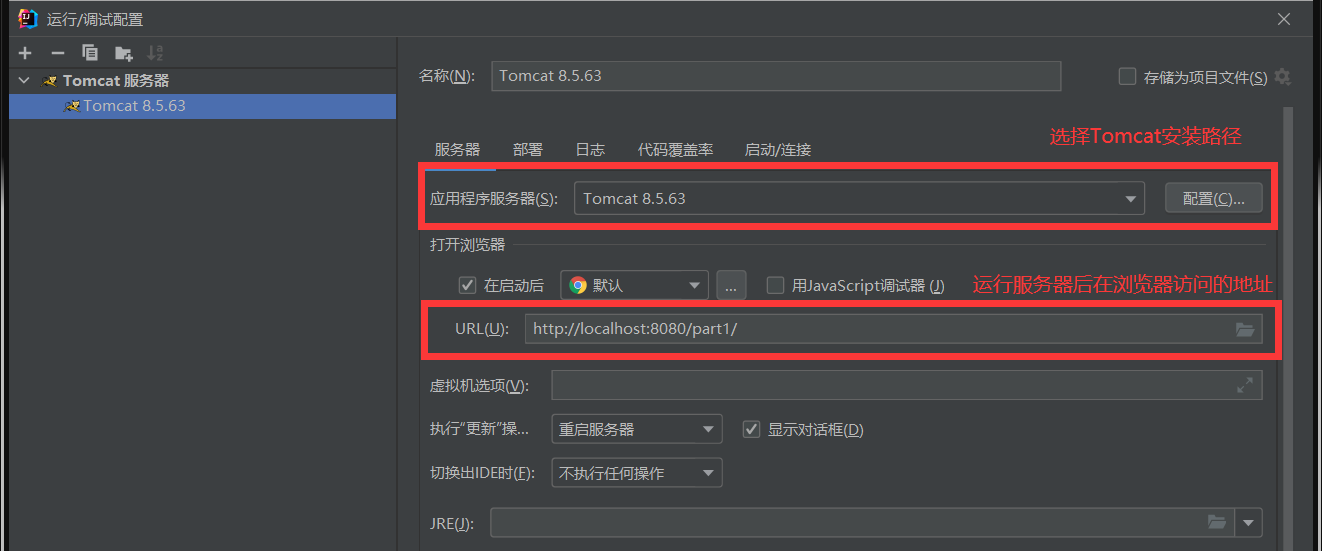 运行/调试配置
Tomcat 服务器
Tomcat 8.5.63
名称(N):
Tomcat 8.5.63
存储为项目文件(S)
选择Tomcat安装路径
服务器 部署 日志 代码覆盖率 启动/连接
应用程序服务器(S): Tomcat 8.5.63 配置(C)...
打开浏览器
在启动后 默认 ... 用JavaScript调试器 (J)
运行服务器后在浏览器访问的地址
URL(U): http://localhost:8080/part1/
虚拟机选项(V):
执行“更新”操... 重启服务器 显示对话框(D)
切换出IDE时(F): 不执行任何操作
JRE(J):